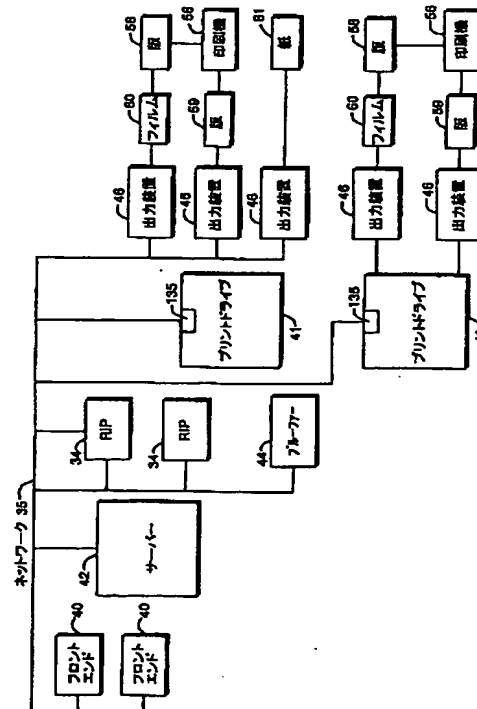 ネットワーク 35
フロント
エンド
40
フロント
エンド
40
サーバー
42
RIP
34
RIP
34
プルーファー
44
プリントドライブ
135
41
プリントドライブ
135
出力装置
46
出力装置
46
出力装置
46
フィルム
60
版
58
版
59
印刷機
56
紙
61
出力装置
46
出力装置
46
フィルム
60
版
58
版
59
印刷機
56